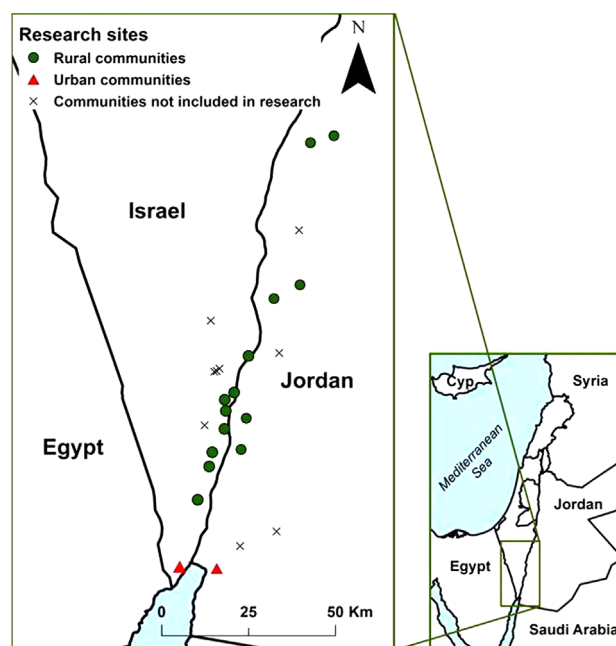 Research sites
Rural communities
Urban communities
Communities not included in research
N
Israel
Jordan
Egypt
0 25 50 Km
Cyp
Syria
Mediterranean
Sea
Jordan
Egypt
Saudi Arabia